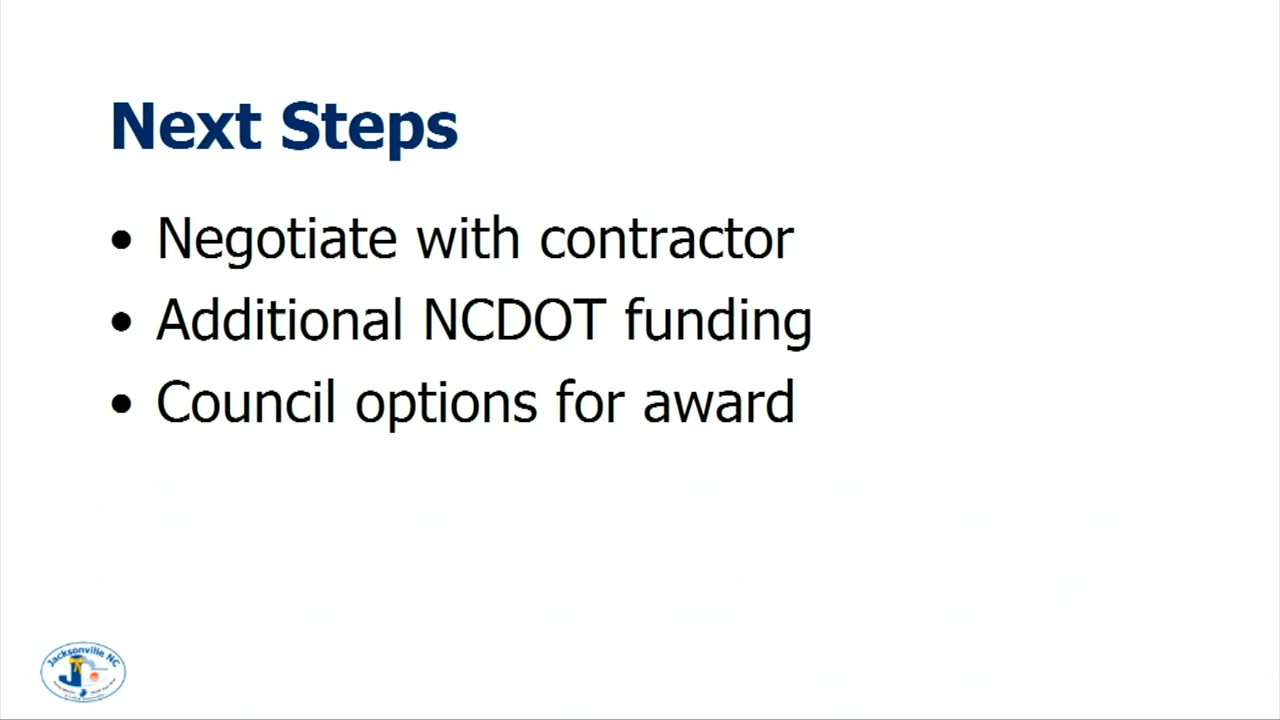 Next Steps
• Negotiate with contractor
• Additional NCDOT funding
• Council options for award
Jacksonville NC